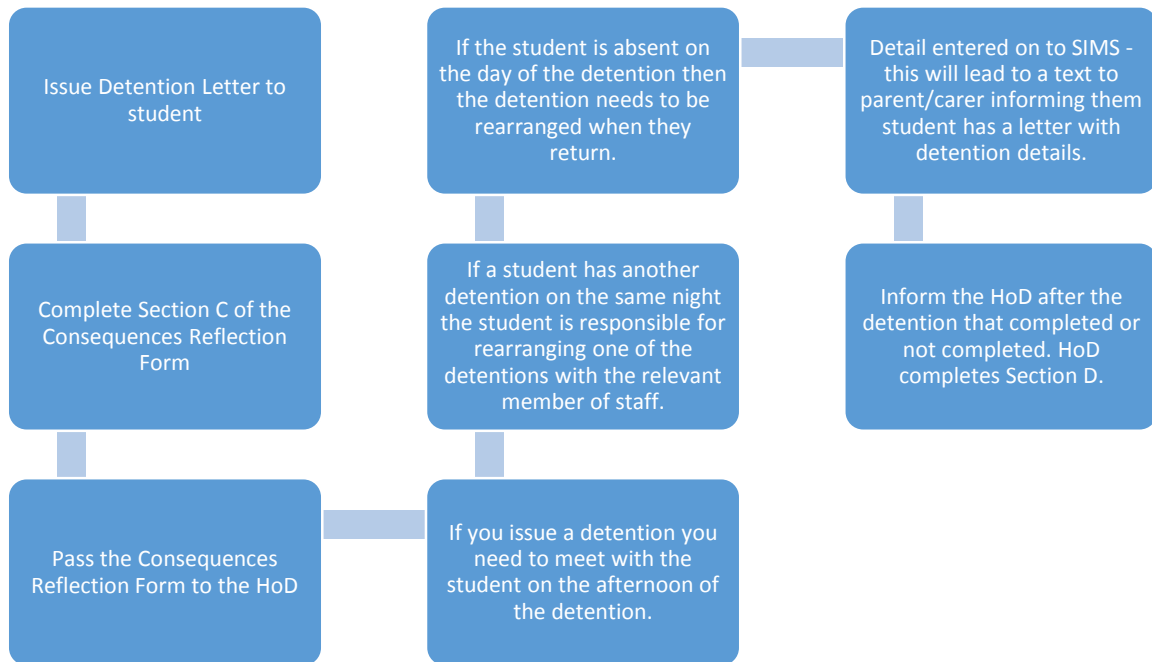 Issue Detention Letter to
student
Complete Section C of the
Consequences Reflection
Form
Pass the Consequences
Reflection Form to the HoD
If you issue a detention you
need to meet with the
student on the afternoon of
the detention.
If a student has another
detention on the same night
the student is responsible for
rearranging one of the
detentions with the relevant
member of staff.
If the student is absent on
the day of the detention then
the detention needs to be
rearranged when they
return.
Detail entered on to SIMS -
this will lead to a text to
parent/carer informing them
student has a letter with
detention details.
Inform the HoD after the
detention that completed or
not completed. HoD
completes Section D.